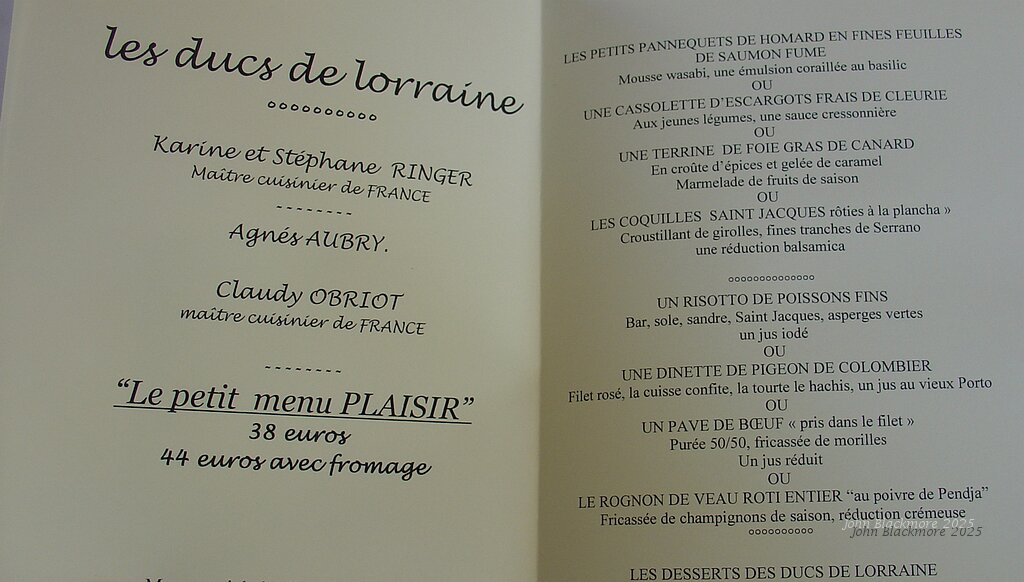 les ducs de lorraine
°°°°°°°°°°
Karine et Stéphane RINGER
Maître cuisinier de FRANCE
--------
Agnés AUBRY.
Claudy OBRIOT
maître cuisinier de FRANCE
--------
“Le petit menu PLAISIR”
38 euros
44 euros avec fromage
LES PETITS PANNEQUETS DE HOMARD EN FINES FEUILLES
DE SAUMON FUME
Mousse wasabi, une émulsion coraillée au basilic
OU
UNE CASSOLETTE D’ESCARGOTS FRAIS DE CLEURIE
Aux jeunes légumes, une sauce cressonnière
OU
UNE TERRINE DE FOIE GRAS DE CANARD
En croûte d’épices et gelée de caramel
Marmelade de fruits de saison
OU
LES COQUILLES SAINT JACQUES rôties à la plancha »
Croustillant de girolles, fines tranches de Serrano
une réduction balsamica
°°°°°°°°°°°°°°
UN RISOTTO DE POISSONS FINS
Bar, sole, sandre, Saint Jacques, asperges vertes
un jus iodé
OU
UNE DINETTE DE PIGEON DE COLOMBIER
Filet rosé, la cuisse confite, la tourte le hachis, un jus au vieux Porto
OU
UN PAVE DE BŒUF « pris dans le filet »
Purée 50/50, fricassée de morilles
Un jus réduit
OU
LE ROGNON DE VEAU ROTI ENTIER “au poivre de Pendja”
Fricassée de champignons de saison, réduction crémeuse
°°°°°°°°°°
LES DESSERTS DES DUCS DE LORRAINE
John Blackmore 2025
John Blackmore 2025